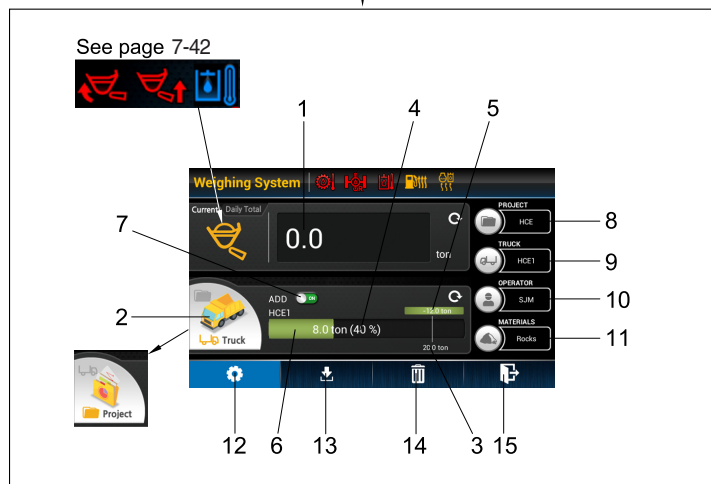 See page 7-42
1
4
5
Weighing System
Current
Daily Total
0.0
ton
PROJECT
HCE
8
7
TRUCK
HCE1
9
ADD
ON
HCE1
-12.0 ton
OPERATOR
SJM
10
2
8.0 ton (40 %)
MATERIALS
Rocks
11
Truck
20.0 ton
Project
12
6
13
14
3
15